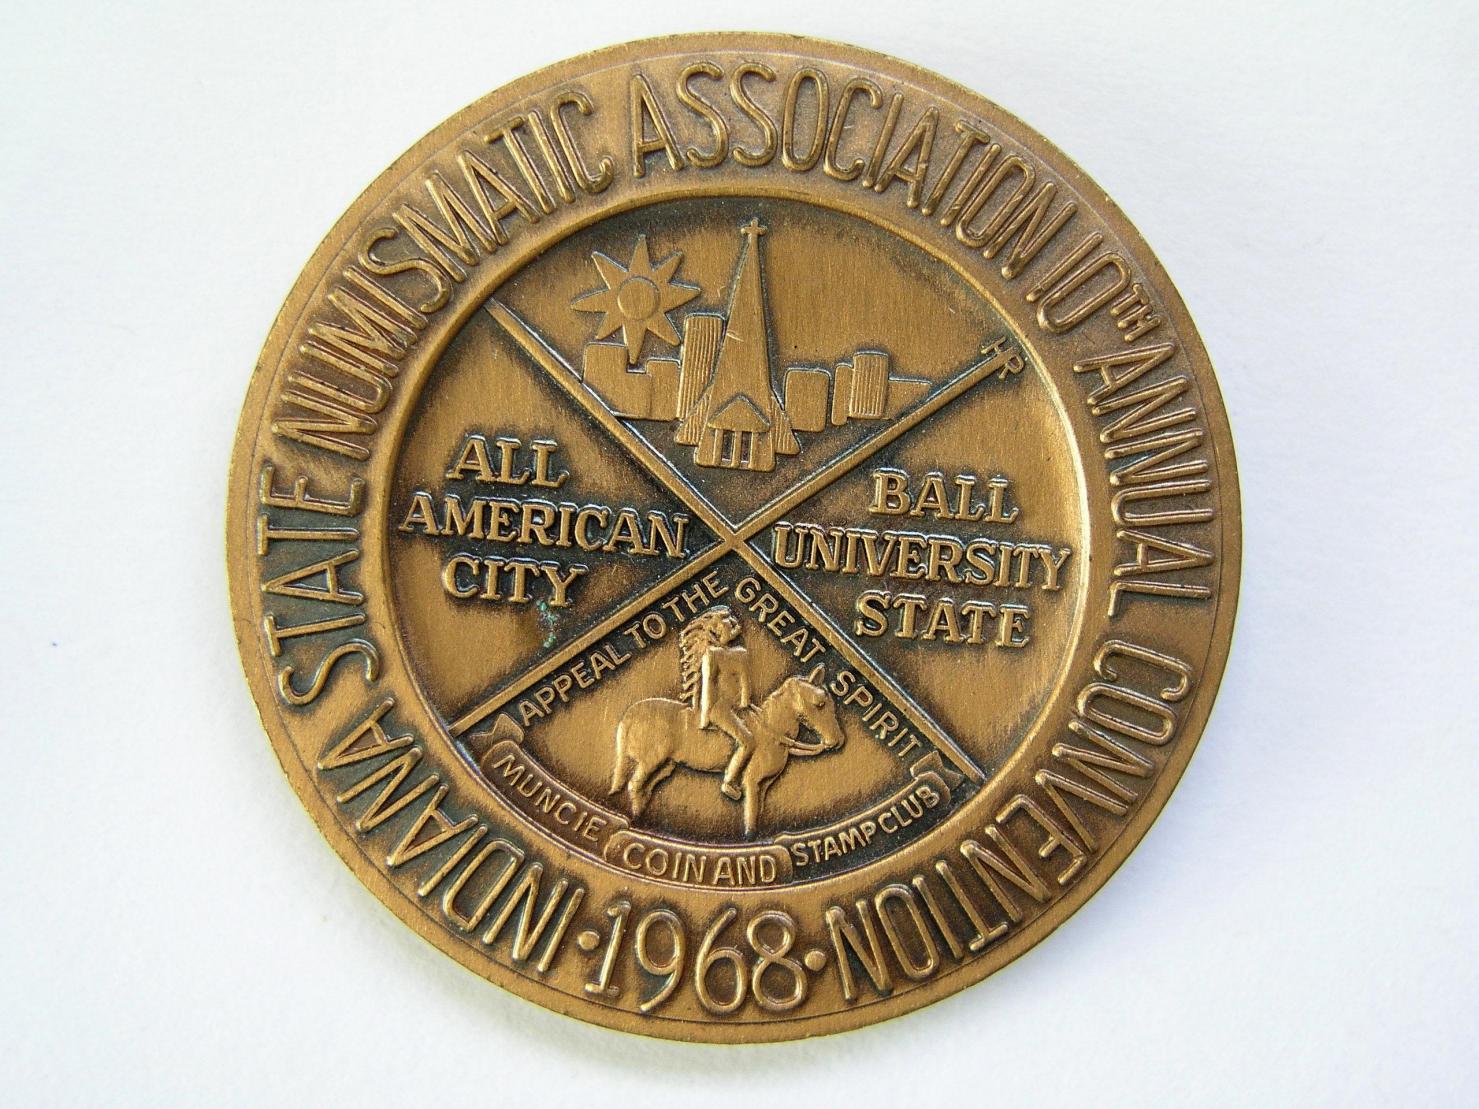 INDIANA STATE NUMISMATIC ASSOCIATION 10TH ANNUAL CONVENTION
·1968·
HR
ALL
AMERICAN
CITY
BALL
UNIVERSITY
STATE
APPEAL TO THE GREAT SPIRIT
MUNCIE COIN AND STAMP CLUB